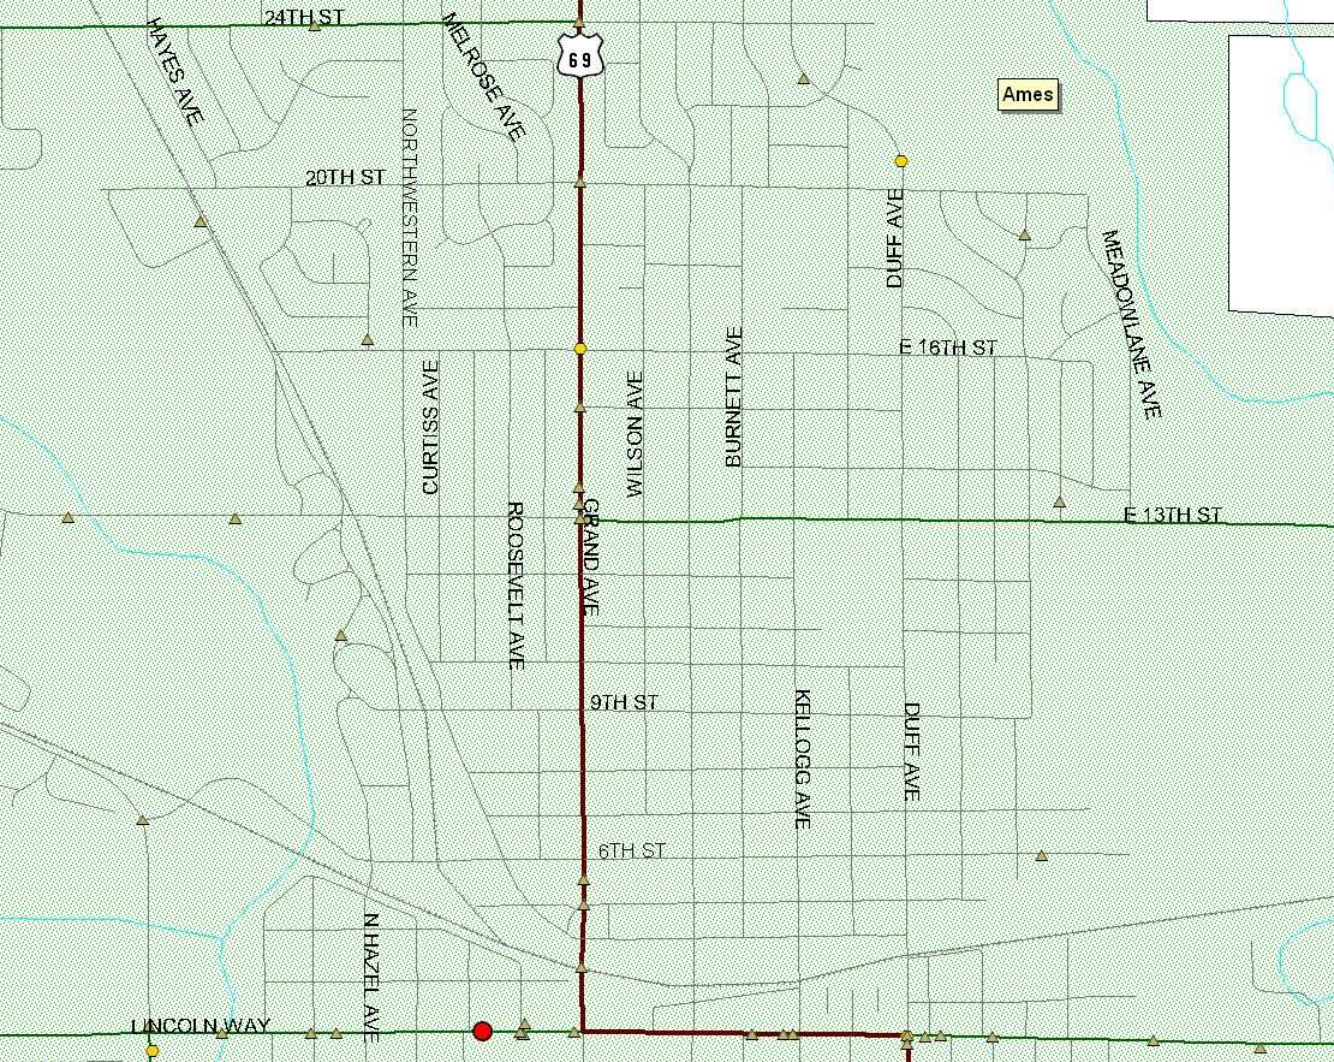 24TH ST
HAYES AVE
MELROSE AVE
69
Ames
NORTHWESTERN AVE
20TH ST
DUFF AVE
MEADOWLANE AVE
E 16TH ST
CURTISS AVE
WILSON AVE
BURNETT AVE
ROOSEVELT AVE
GRAND AVE
E 13TH ST
9TH ST
KELLOGG AVE
DUFF AVE
6TH ST
N HAZEL AVE
LINCOLN WAY